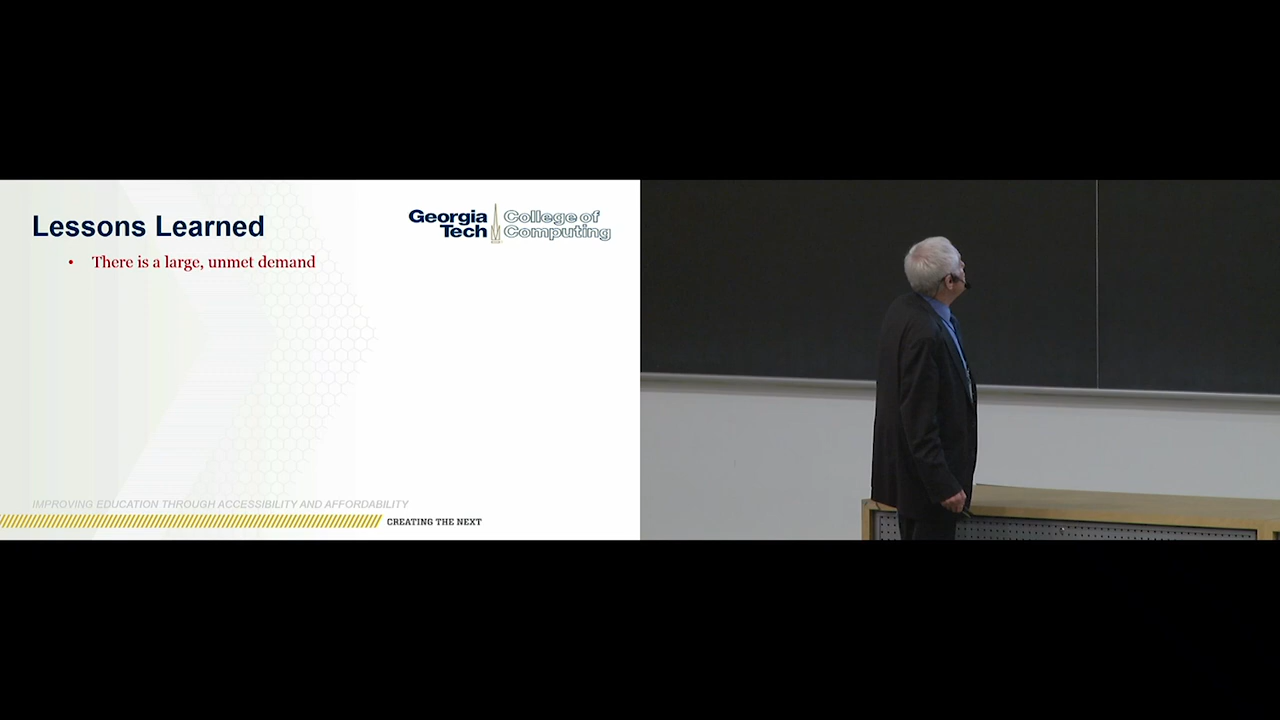 Lessons Learned
Georgia Tech College of Computing
• There is a large, unmet demand
IMPROVING EDUCATION THROUGH ACCESSIBILITY AND AFFORDABILITY
CREATING THE NEXT